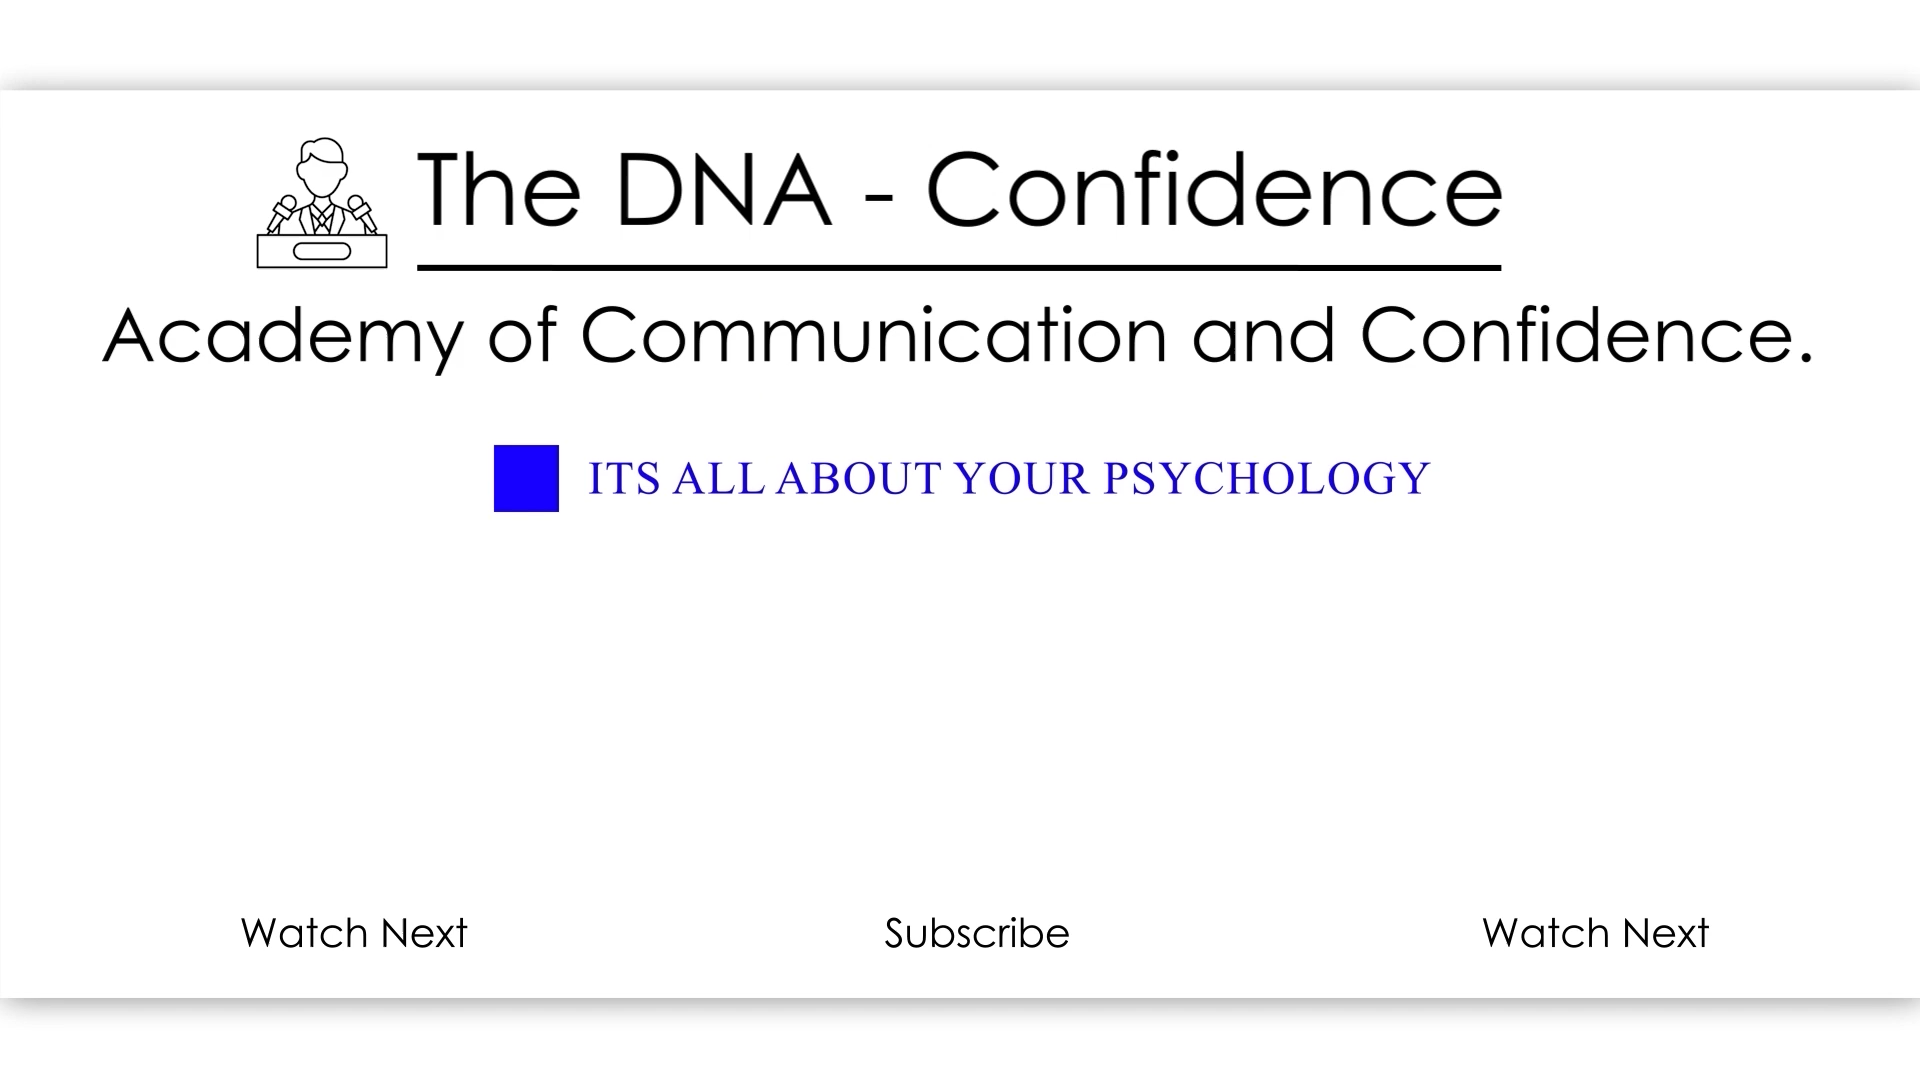 The DNA - Confidence
Academy of Communication and Confidence.
ITS ALL ABOUT YOUR PSYCHOLOGY
Watch Next
Subscribe
Watch Next